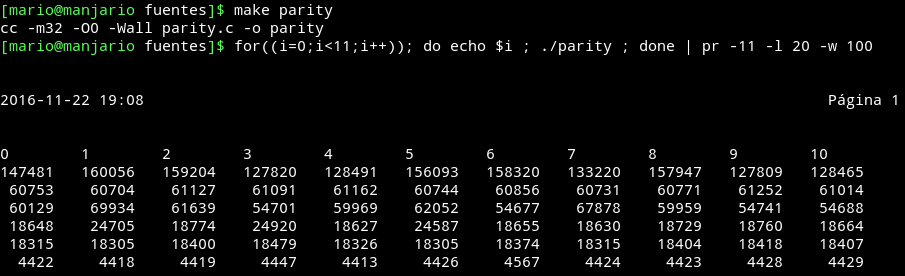 [mario@manjario fuentes]$ make parity
cc -m32 -O0 -Wall parity.c -o parity
[mario@manjario fuentes]$ for((i=0;i<11;i++)); do echo $i ; ./parity ; done | pr -11 -l 20 -w 100
2016-11-22 19:08 Página 1
0 1 2 3 4 5 6 7 8 9 10
147481 160056 159204 127820 128491 156093 158320 133220 157947 127809 128465
60753 60704 61127 61091 61162 60744 60856 60731 60771 61252 61014
60129 69934 61639 54701 59969 62052 54677 67878 59959 54741 54688
18648 24705 18774 24920 18627 24587 18655 18630 18729 18760 18664
18315 18305 18400 18479 18326 18305 18374 18315 18404 18418 18407
4422 4418 4419 4447 4413 4426 4567 4424 4423 4428 4429